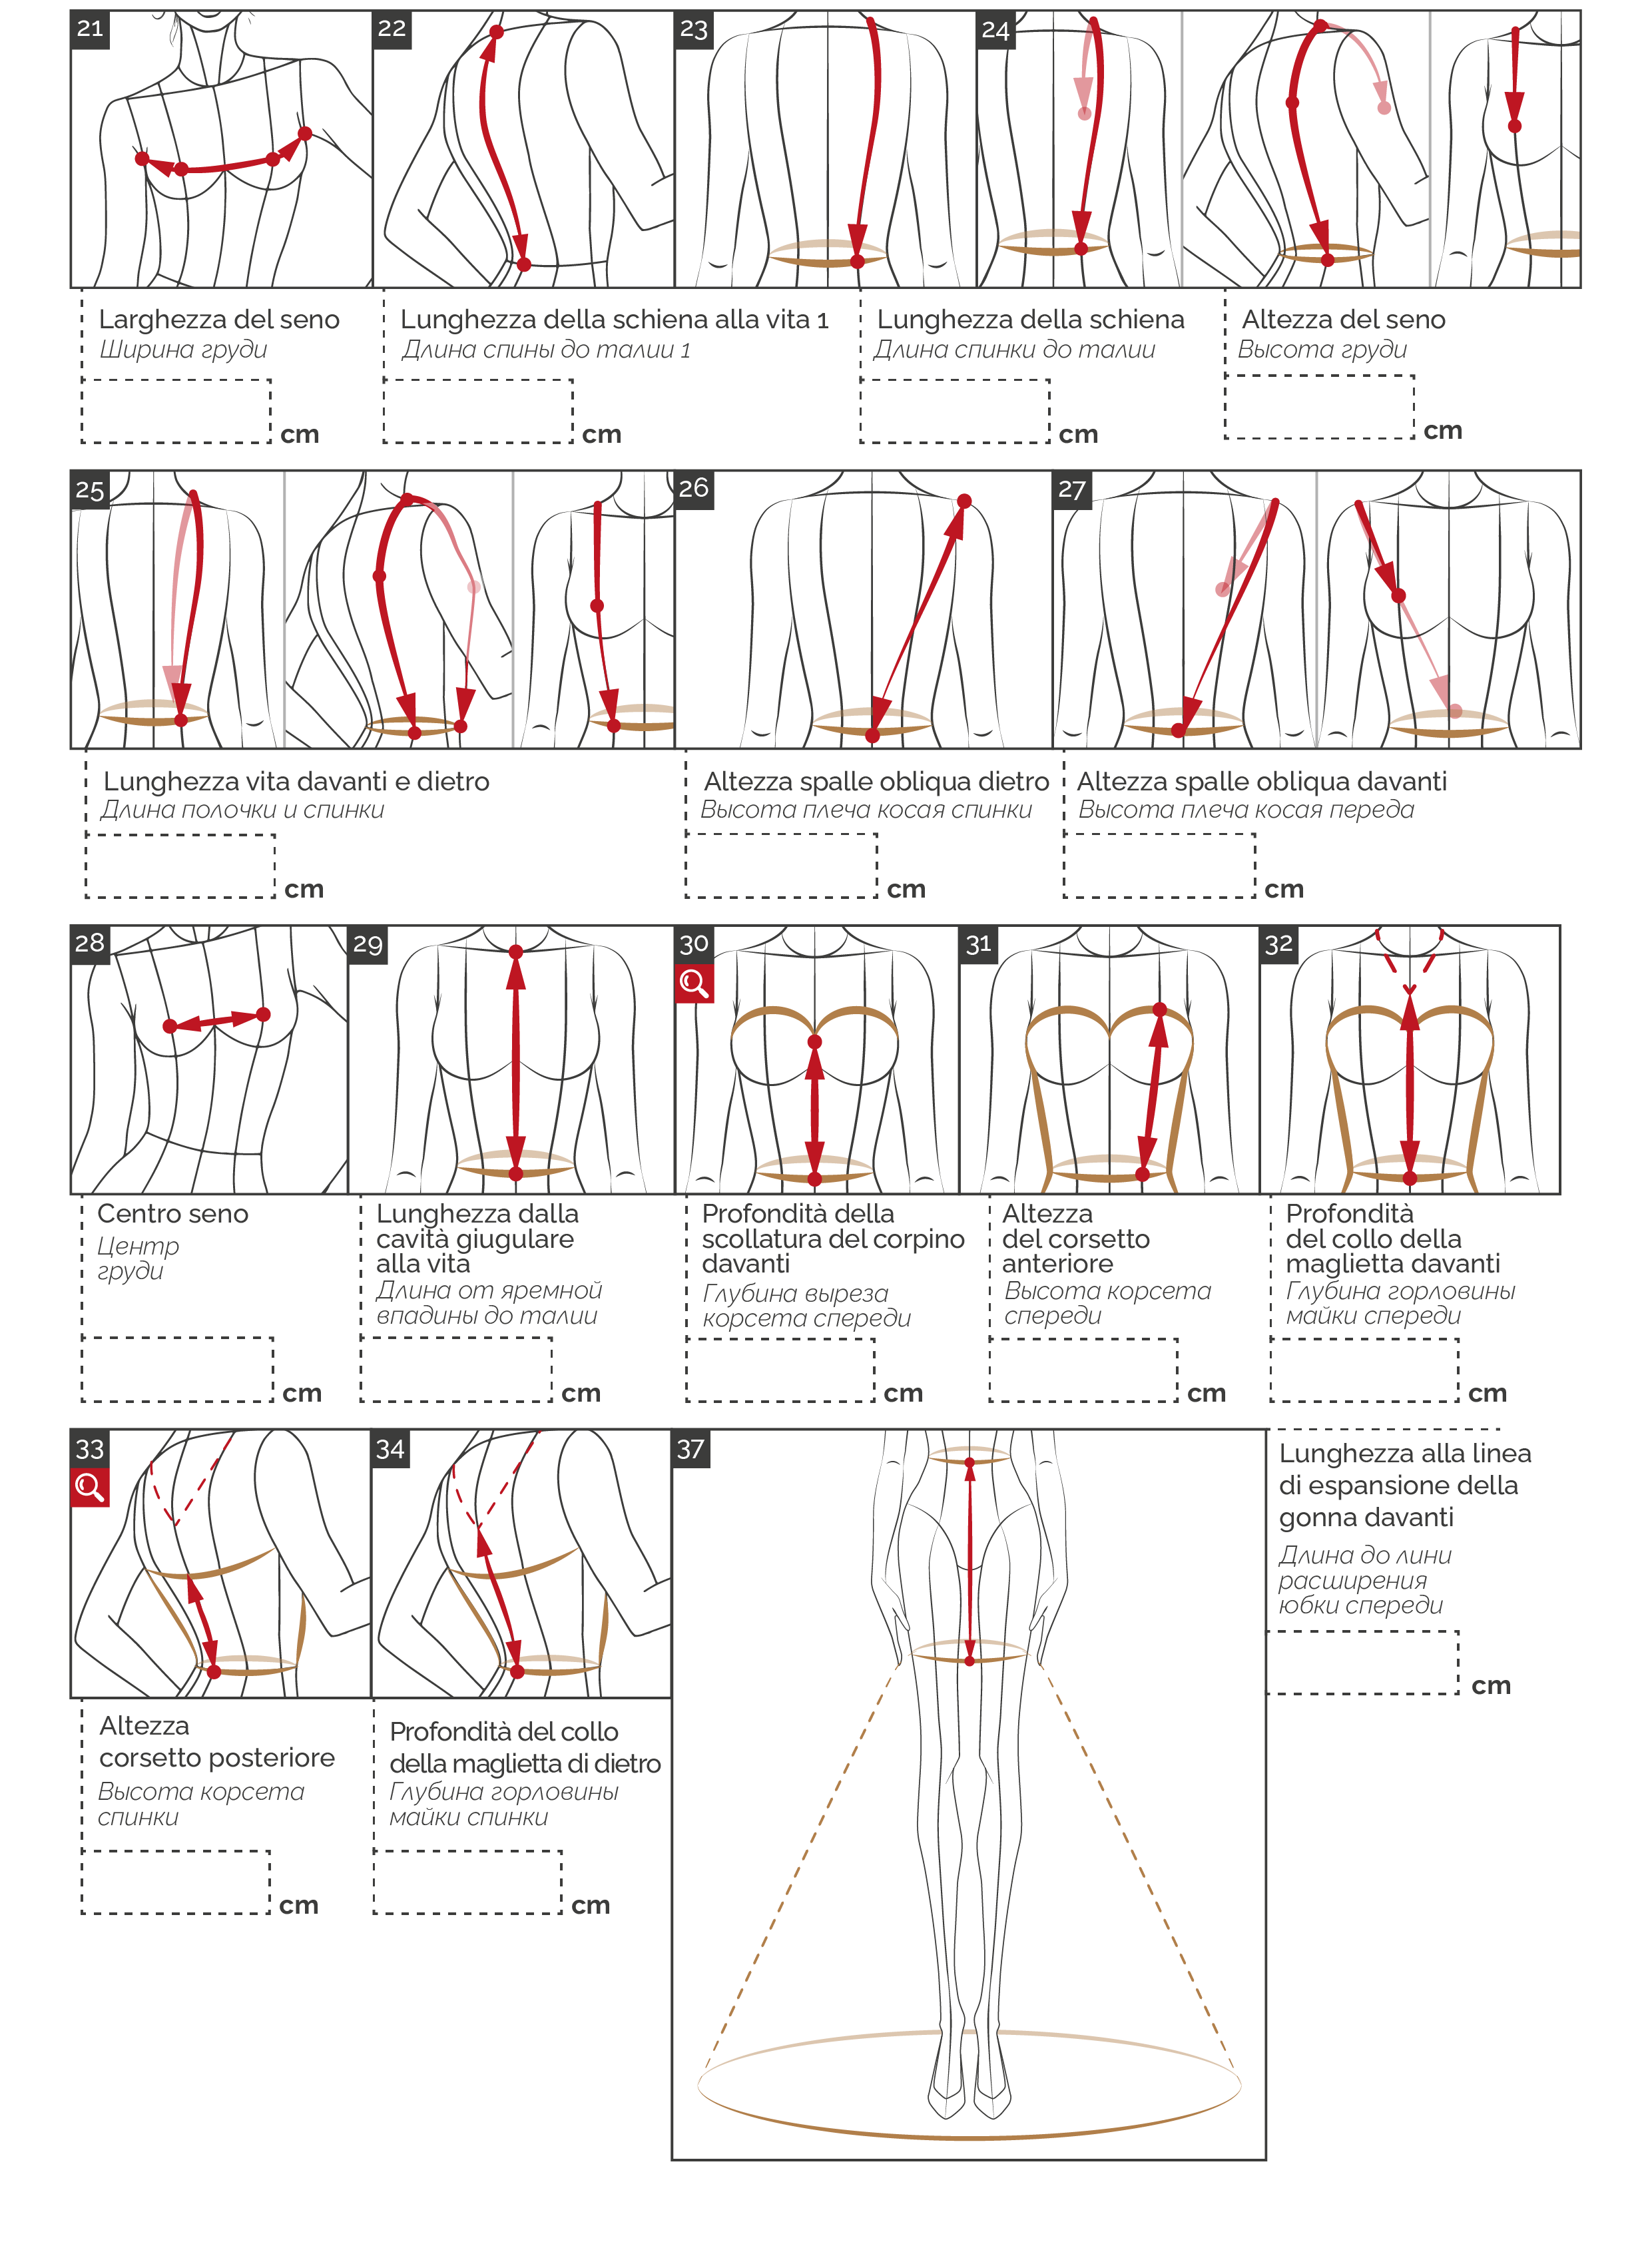 21
22
23
24
Larghezza del seno
Ширина груди
cm
Lunghezza della schiena alla vita 1
Длина спины до талии 1
cm
Lunghezza della schiena
Длина спинки до талии
cm
Altezza del seno
Высота груди
cm
25
26
27
Lunghezza vita davanti e dietro
Длина полочки и спинки
cm
Altezza spalle obliqua dietro
Высота плеча косая спинки
cm
Altezza spalle obliqua davanti
Высота плеча косая переда
cm
28
29
30
31
32
Centro seno
Центр
груди
cm
Lunghezza dalla
cavità giugulare
alla vita
Длина от яремной
впадины до талии
cm
Profondità della
scollatura del corpino
davanti
Глубина выреза
корсета спереди
cm
Altezza
del corsetto
anteriore
Высота корсета
спереди
cm
Profondità
del collo della
maglietta davanti
Глубина горловины
майки спереди
cm
33
34
37
Altezza
corsetto posteriore
Высота корсета
спинки
cm
Profondità del collo
della maglietta di dietro
Глубина горловины
майки спинки
cm
Lunghezza alla linea
di espansione della
gonna davanti
Длина до лини
расширения
юбки спереди
cm